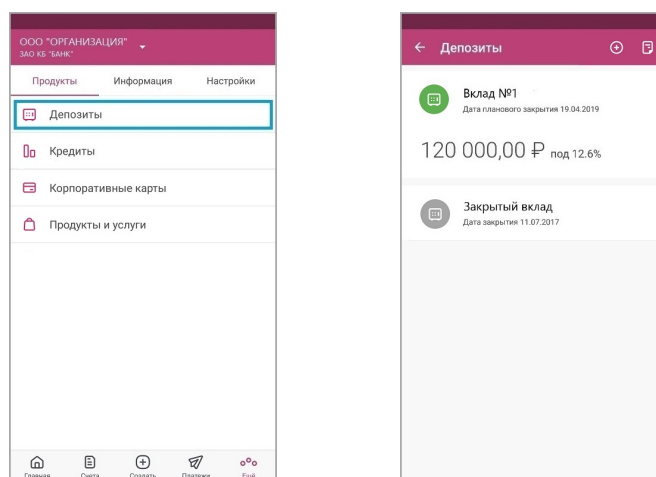 ООО "ОРГАНИЗАЦИЯ"
ЗАО КБ "БАНК"
Продукты Информация Настройки
Депозиты
Кредиты
Корпоративные карты
Продукты и услуги
Главная Счета Создать Платежи Ещё
Депозиты
Вклад №1
Дата планового закрытия 19.04.2019
120 000,00 ₽ под 12.6%
Закрытый вклад
Дата закрытия 11.07.2017